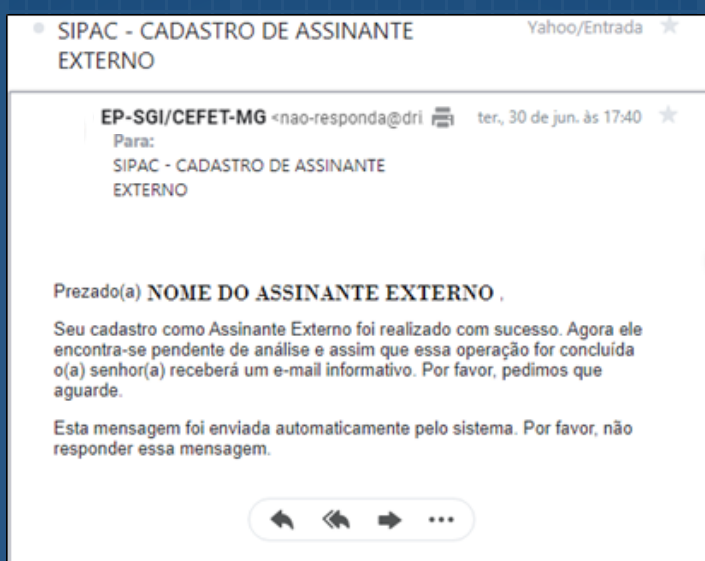 SIPAC - CADASTRO DE ASSINANTE
Yahoo/Entrada
EXTERNO
EP-SGI/CEFET-MG <nao-responda@dri
ter., 30 de jun. às 17:40
Para:
SIPAC - CADASTRO DE ASSINANTE
EXTERNO
Prezado(a) NOME DO ASSINANTE EXTERNO .
Seu cadastro como Assinante Externo foi realizado com sucesso. Agora ele
encontra-se pendente de análise e assim que essa operação for concluída
o(a) senhor(a) receberá um e-mail informativo. Por favor, pedimos que
aguarde.
Esta mensagem foi enviada automaticamente pelo sistema. Por favor, não
responder essa mensagem.